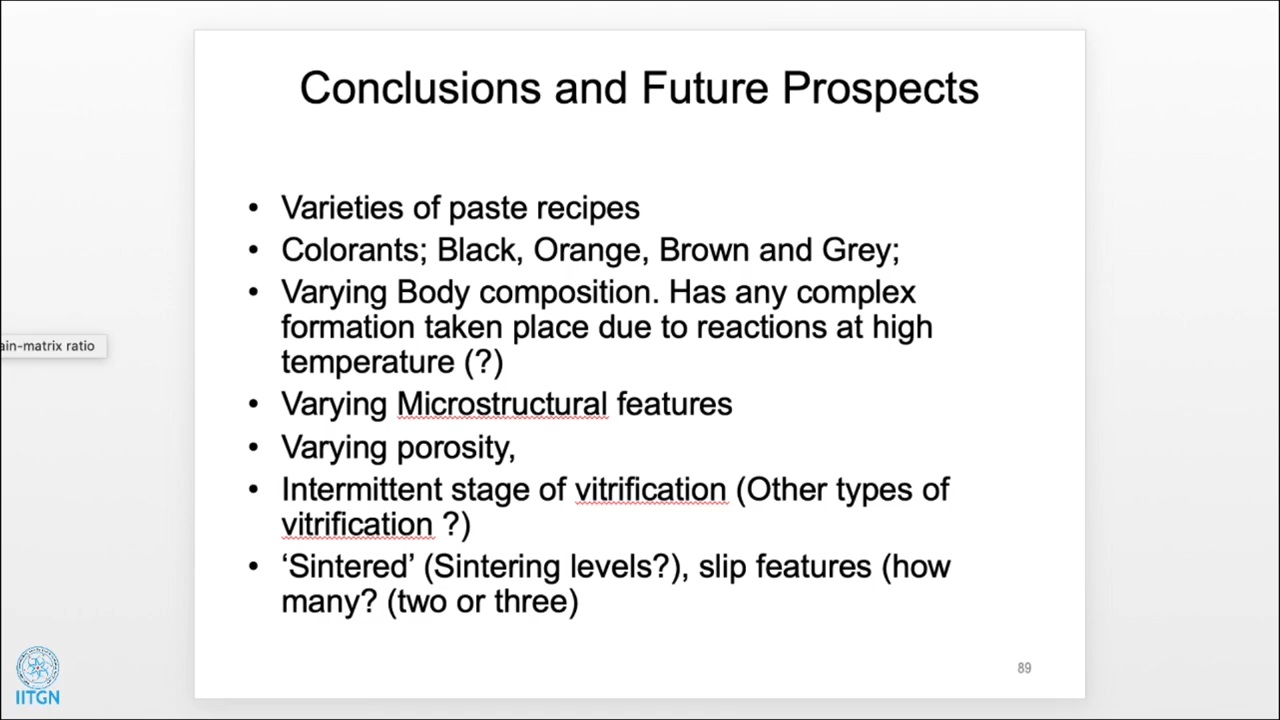 Conclusions and Future Prospects
• Varieties of paste recipes
• Colorants; Black, Orange, Brown and Grey;
• Varying Body composition. Has any complex
formation taken place due to reactions at high
temperature (?)
ain-matrix ratio
• Varying Microstructural features
• Varying porosity,
• Intermittent stage of vitrification (Other types of
vitrification ?)
• ‘Sintered’ (Sintering levels?), slip features (how
many? (two or three)
89
IITGN